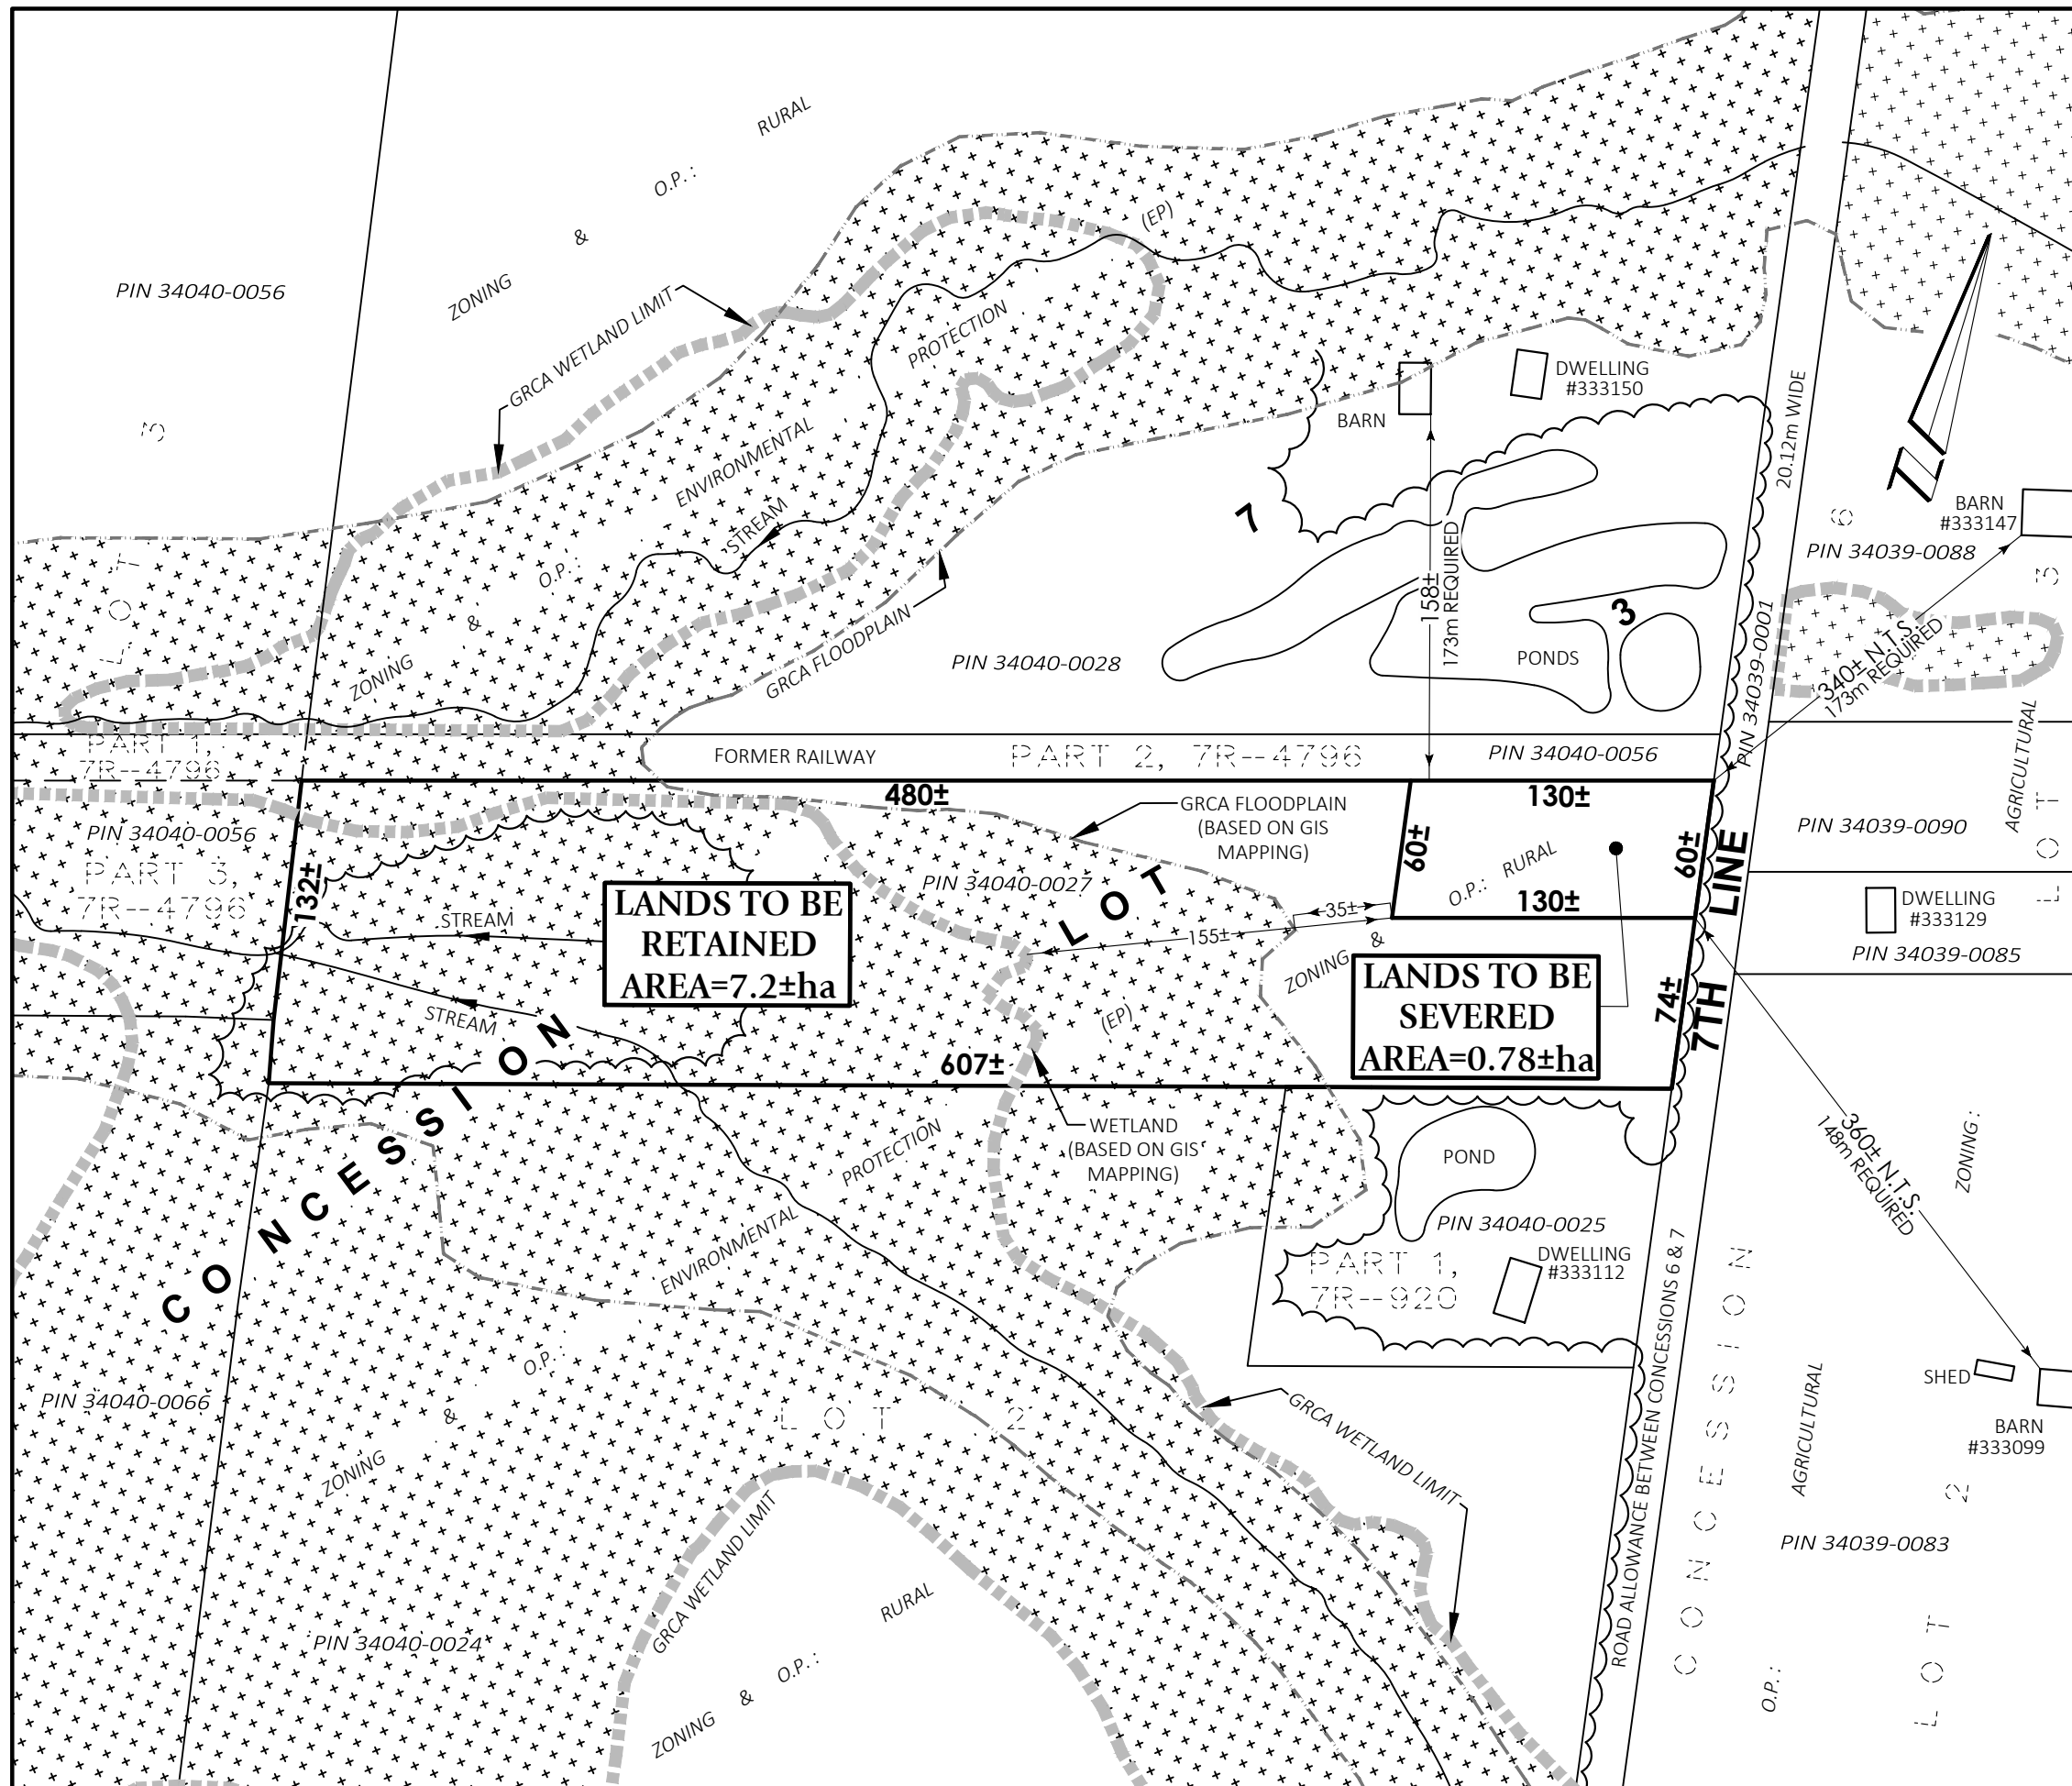 RURAL
O.P. :
&
ZONING
PIN 34040-0056
GRCA WETLAND LIMIT
(EP)
PROTECTION
ENVIRONMENTAL
STREAM
O.P. :
&
ZONING
GRCA FLOODPLAIN
3
LOT
BARN
DWELLING
#333150
20.12m WIDE
7
158±
173m REQUIRED
3
PONDS
PIN 34040-0028
BARN
#333147
6
PIN 34039-0088
3
LOT
PIN 34039-0001
340± N.T.S.
173m REQUIRED
AGRICULTURAL
PART 1,
7R--4796
FORMER RAILWAY
PART 2, 7R--4796
PIN 34040-0056
480±
130±
GRCA FLOODPLAIN
(BASED ON GIS
MAPPING)
60±
RURAL
O.P.:
&
ZONING
60±
130±
7TH LINE
PIN 34039-0090
PIN 34040-0056
PART 3,
7R--4796
132±
STREAM
LANDS TO BE
RETAINED
AREA=7.2±ha
PIN 34040-0027
LOT
35±
155±
DWELLING
#333129
PIN 34039-0085
LANDS TO BE
SEVERED
AREA=0.78±ha
74±
STREAM
(EP)
607±
CONCESSION
WETLAND
(BASED ON GIS
MAPPING)
PROTECTION
ENVIRONMENTAL
O.P.:
&
ZONING
POND
PIN 34040-0025
DWELLING
#333112
PART 1,
7R--920
360± N.T.S.
148m REQUIRED
ZONING :
AGRICULTURAL
O.P.:
SHED
BARN
#333099
PIN 34040-0066
LOT 2
GRCA WETLAND LIMIT
ROAD ALLOWANCE BETWEEN CONCESSIONS 6 & 7
CONCESSION
LOT 2
PIN 34039-0083
PIN 34040-0024
GRCA WETLAND LIMIT
RURAL
O.P. :
&
ZONING